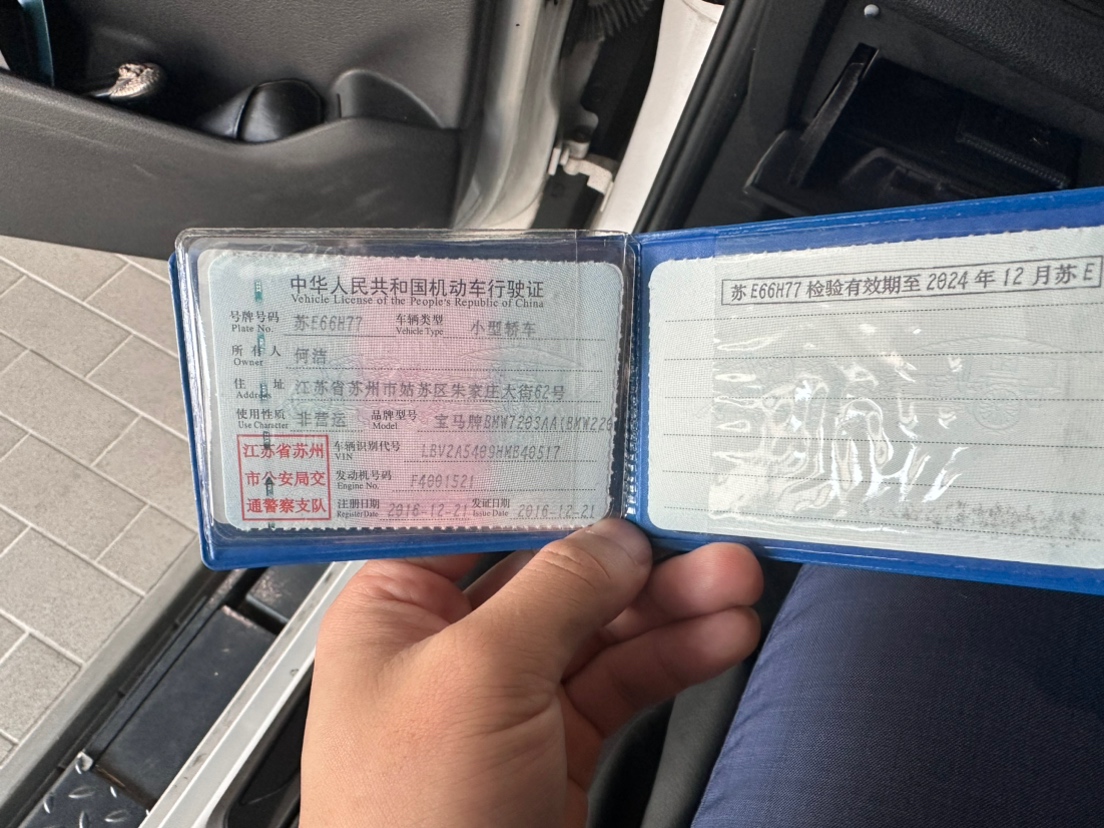 中华人民共和国机动车行驶证
Vehicle License of the People's Republic of China
号牌号码 苏E66H77 车辆类型 小型轿车
Plate No. Vehicle Type
所有人 何洁
Owner
住址 江苏省苏州市姑苏区朱家庄大街62号
Address
使用性质 非营运 品牌型号 宝马牌BMW7203AA(BMW220
Use Character Model
江苏省苏州
市公安局交
通警察支队
车辆识别代号 LBV2A5409HMB40517
VIN
发动机号码 F4001521
Engine No.
注册日期 2016-12-21 发证日期 2016-12-21
Register Date Issue Date
苏E66H77 检验有效期至 2024 年 12 月苏E